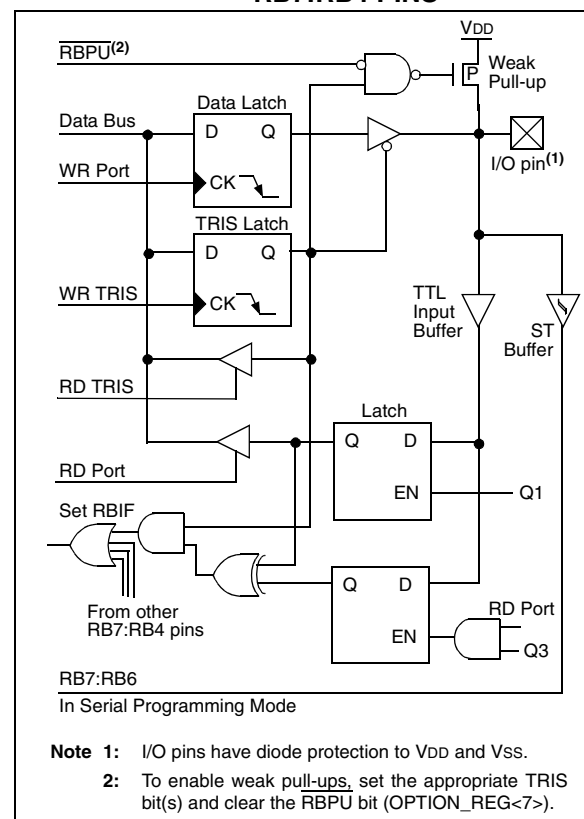 RB7:RB4 PINS
VDD
RBPU(2)
Weak
Pull-up
P
Data Latch
Data Bus
D Q
I/O pin(1)
WR Port
CK
TRIS Latch
D Q
WR TRIS
CK
TTL
Input
Buffer
ST
Buffer
RD TRIS
Latch
Q D
RD Port
EN
Q1
Set RBIF
Q D
From other
RB7:RB4 pins
RD Port
EN
Q3
RB7:RB6
In Serial Programming Mode
Note 1: I/O pins have diode protection to VDD and VSS.
2: To enable weak pull-ups, set the appropriate TRIS
bit(s) and clear the RBPU bit (OPTION_REG<7>).